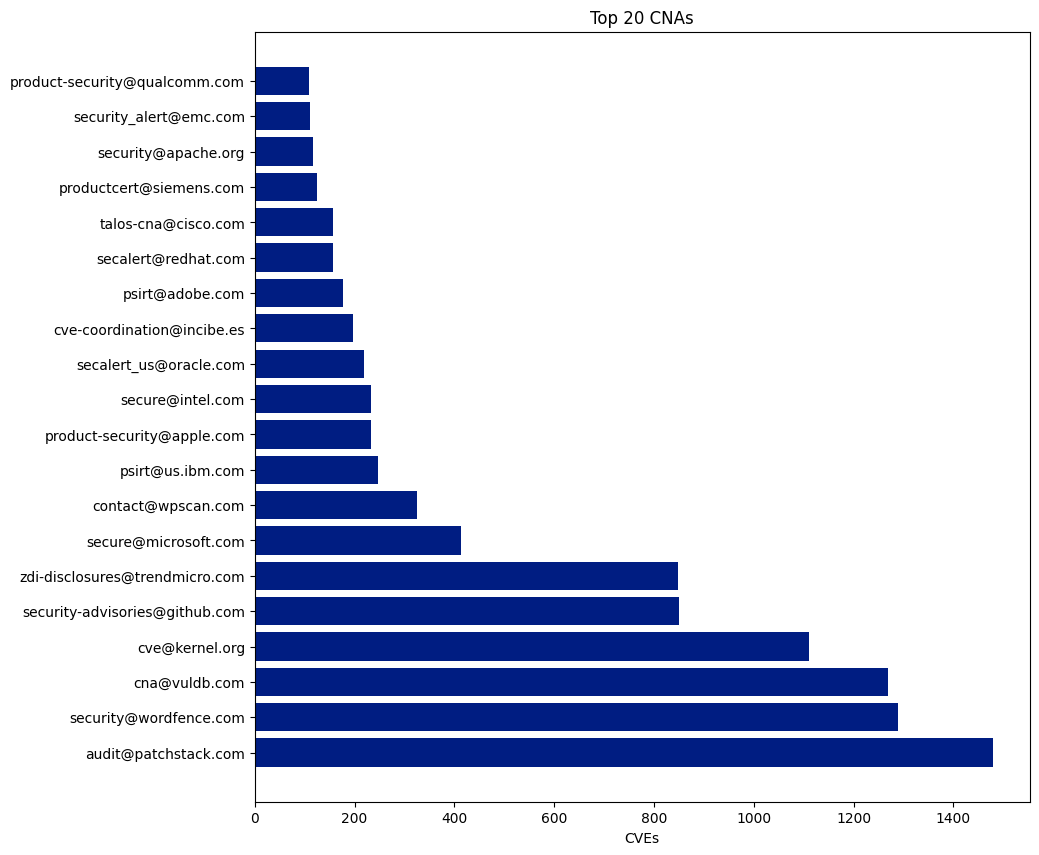 Top 20 CNAs
product-security@qualcomm.com
security_alert@emc.com
security@apache.org
productcert@siemens.com
talos-cna@cisco.com
secalert@redhat.com
psirt@adobe.com
cve-coordination@incibe.es
secalert_us@oracle.com
secure@intel.com
product-security@apple.com
psirt@us.ibm.com
contact@wpscan.com
secure@microsoft.com
zdi-disclosures@trendmicro.com
security-advisories@github.com
cve@kernel.org
cna@vuldb.com
security@wordfence.com
audit@patchstack.com
0 200 400 600 800 1000 1200 1400
CVEs